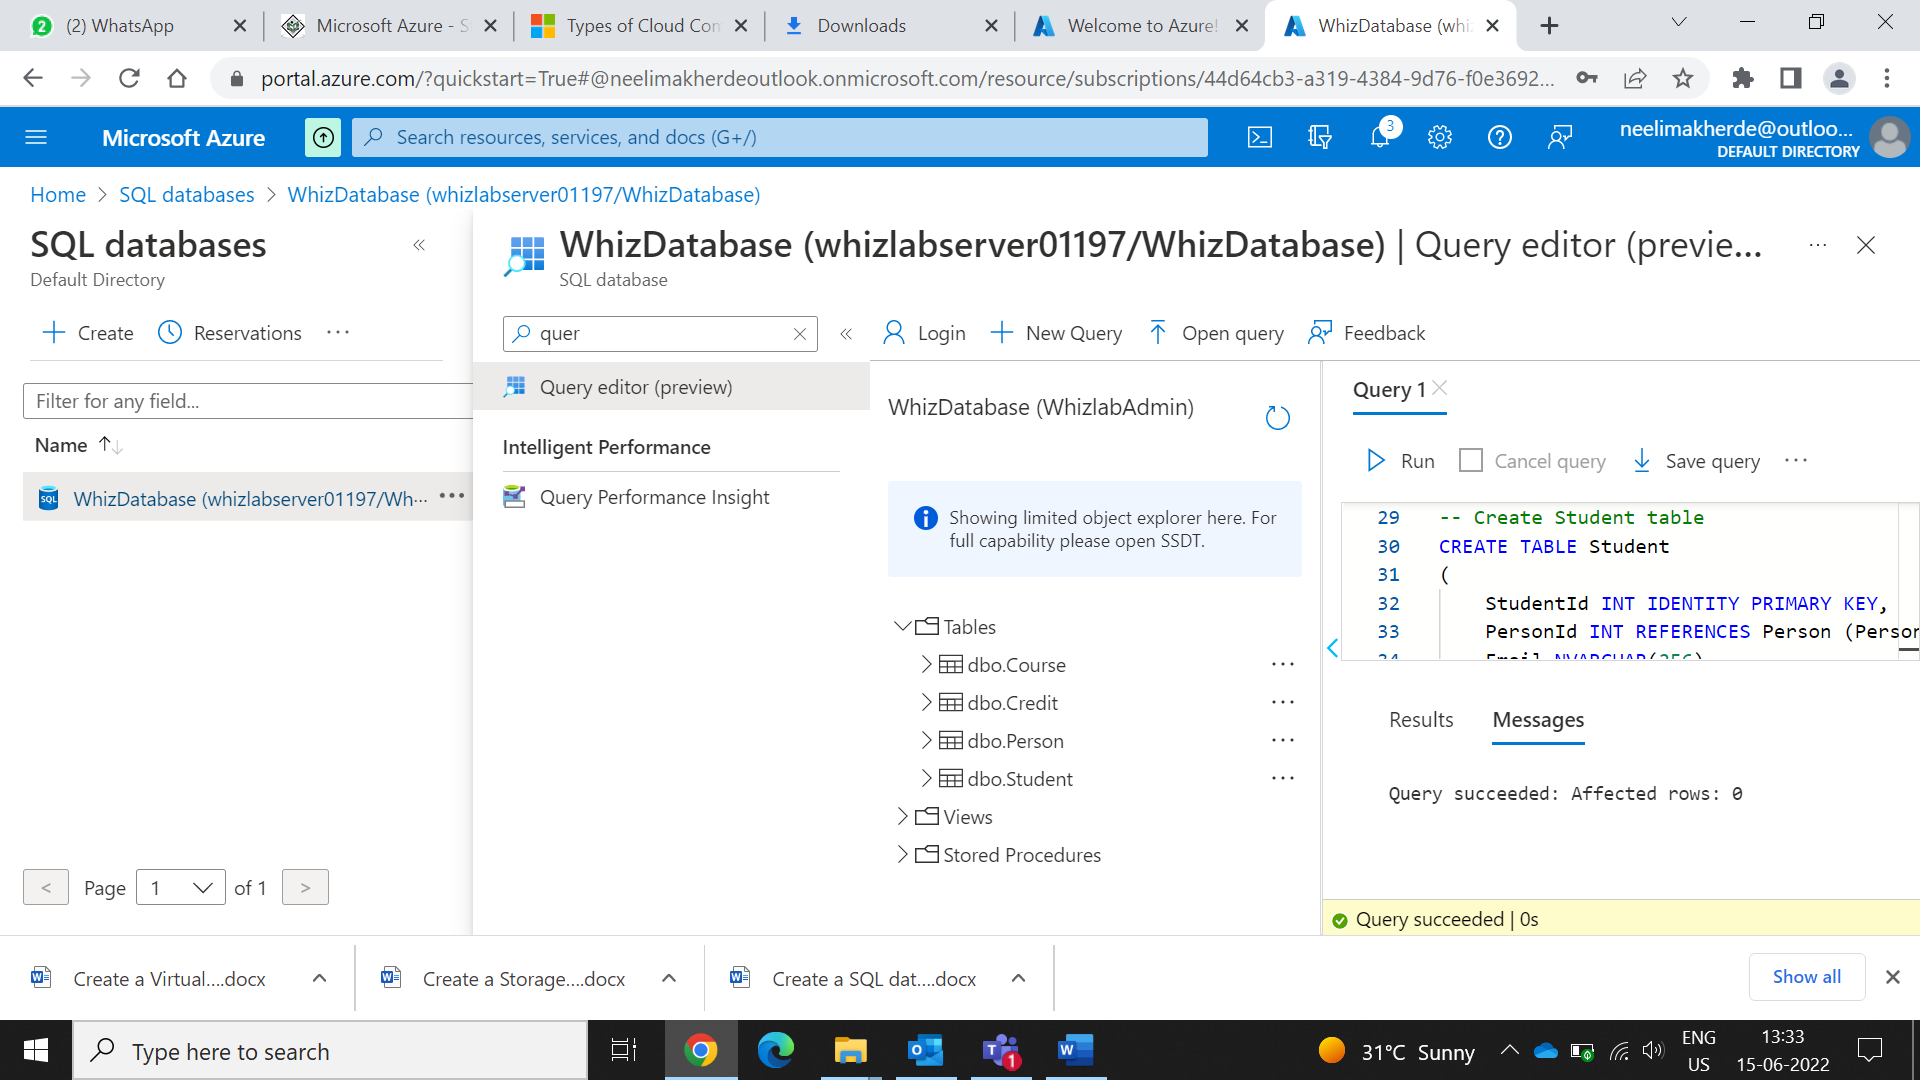 (2) WhatsApp
Microsoft Azure - S
Types of Cloud Con
Downloads
Welcome to Azure!
WhizDatabase (whiz
portal.azure.com/?quickstart=True#@neelimakherdeoutlook.onmicrosoft.com/resource/subscriptions/44d64cb3-a319-4384-9d76-f0e3692...
Microsoft Azure
Search resources, services, and docs (G+/)
3
neelimakherde@outloo...
DEFAULT DIRECTORY
Home > SQL databases > WhizDatabase (whizlabserver01197/WhizDatabase)
SQL databases
Default Directory
Create
Reservations
Filter for any field...
Name
SQL
WhizDatabase (whizlabserver01197/Wh···
< Page 1 of 1 >
WhizDatabase (whizlabserver01197/WhizDatabase) | Query editor (previe...
SQL database
quer
Query editor (preview)
Intelligent Performance
Query Performance Insight
Login
New Query
Open query
Feedback
WhizDatabase (WhizlabAdmin)
Showing limited object explorer here. For
full capability please open SSDT.
Tables
dbo.Course
dbo.Credit
dbo.Person
dbo.Student
Views
Stored Procedures
Query 1
Run
Cancel query
Save query
29 -- Create Student table
30 CREATE TABLE Student
31 (
32 StudentId INT IDENTITY PRIMARY KEY,
33 PersonId INT REFERENCES Person (Person
34 Email NVARCHAR(256)
Results
Messages
Query succeeded: Affected rows: 0
Query succeeded | 0s
Create a Virtual....docx
Create a Storage....docx
Create a SQL dat....docx
Show all
Type here to search
1
31°C Sunny
ENG
US
13:33
15-06-2022